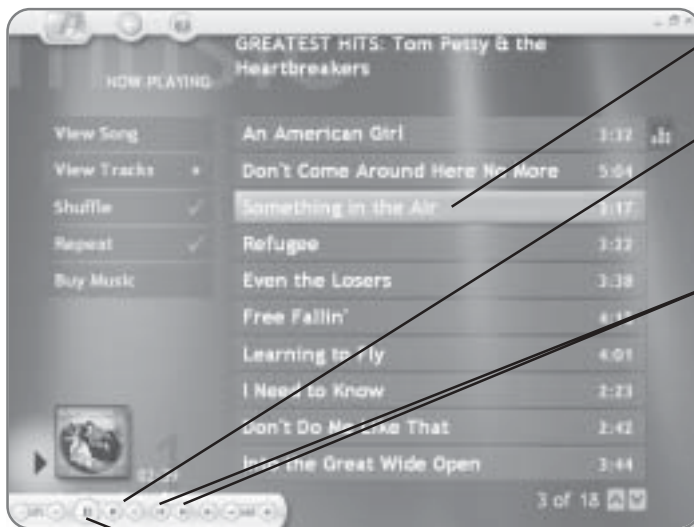 GREATEST HITS: Tom Petty & the
Heartbreakers
NOW PLAYING
View Song
View Tracks
Shuffle
Repeat
Buy Music
An American Girl 3:32
Don't Come Around Here No More 5:04
Something in the Air 3:17
Refugee 3:22
Even the Losers 3:38
Free Fallin'
Learning to Fly 4:01
I Need to Know 2:23
Don't Do Me Like That 2:42
Into the Great Wide Open 3:44
3 of 18